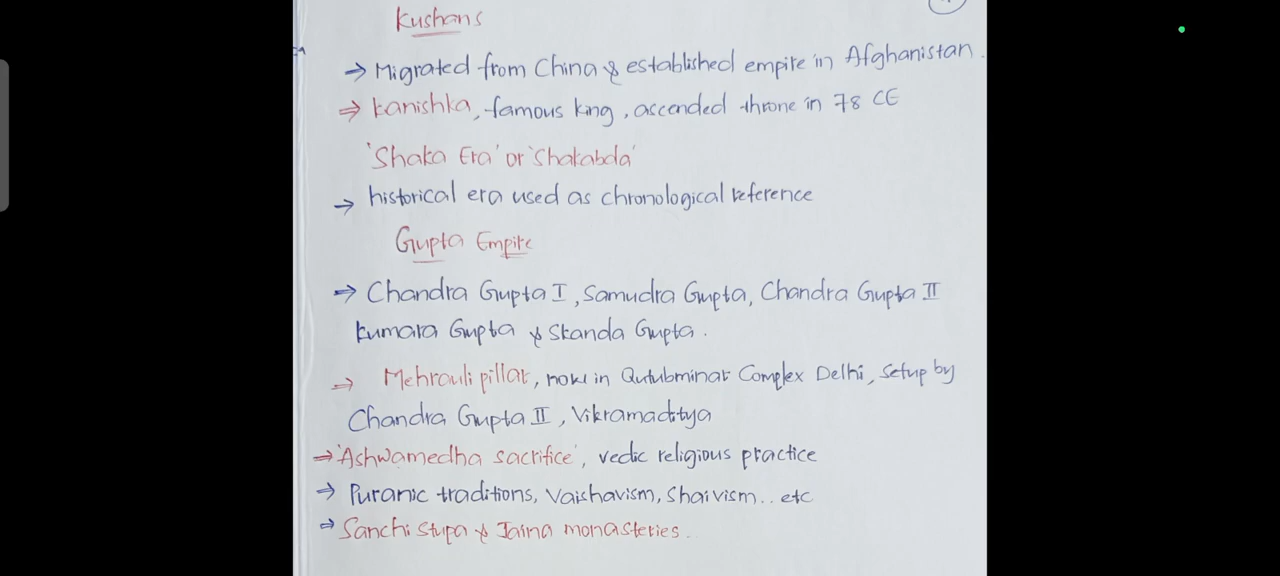 Kushans
→ Migrated from China & established empire in Afghanistan.
⇒ Kanishka, famous king, ascended throne in 78 CE
'Shaka Era' or 'Shakabda'
→ historical era used as chronological reference
Gupta Empire
→ Chandra Gupta I, Samudra Gupta, Chandra Gupta II
Kumara Gupta & Skanda Gupta.
→ Mehrauli pillar, now in Qutubminar Complex Delhi, Setup by
Chandra Gupta II, Vikramaditya
→ 'Ashwamedha sacrifice', vedic religious practice
→ Puranic traditions, Vaishavism, Shaivism.. etc
⇒ Sanchi stupa & Jaina monasteries.